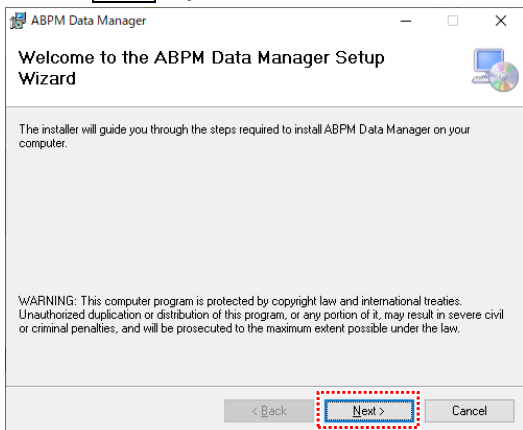 ABPM Data Manager
Welcome to the ABPM Data Manager Setup
Wizard
The installer will guide you through the steps required to install ABPM Data Manager on your
computer.
WARNING: This computer program is protected by copyright law and international treaties.
Unauthorized duplication or distribution of this program, or any portion of it, may result in severe civil
or criminal penalties, and will be prosecuted to the maximum extent possible under the law.
< Back Next > Cancel